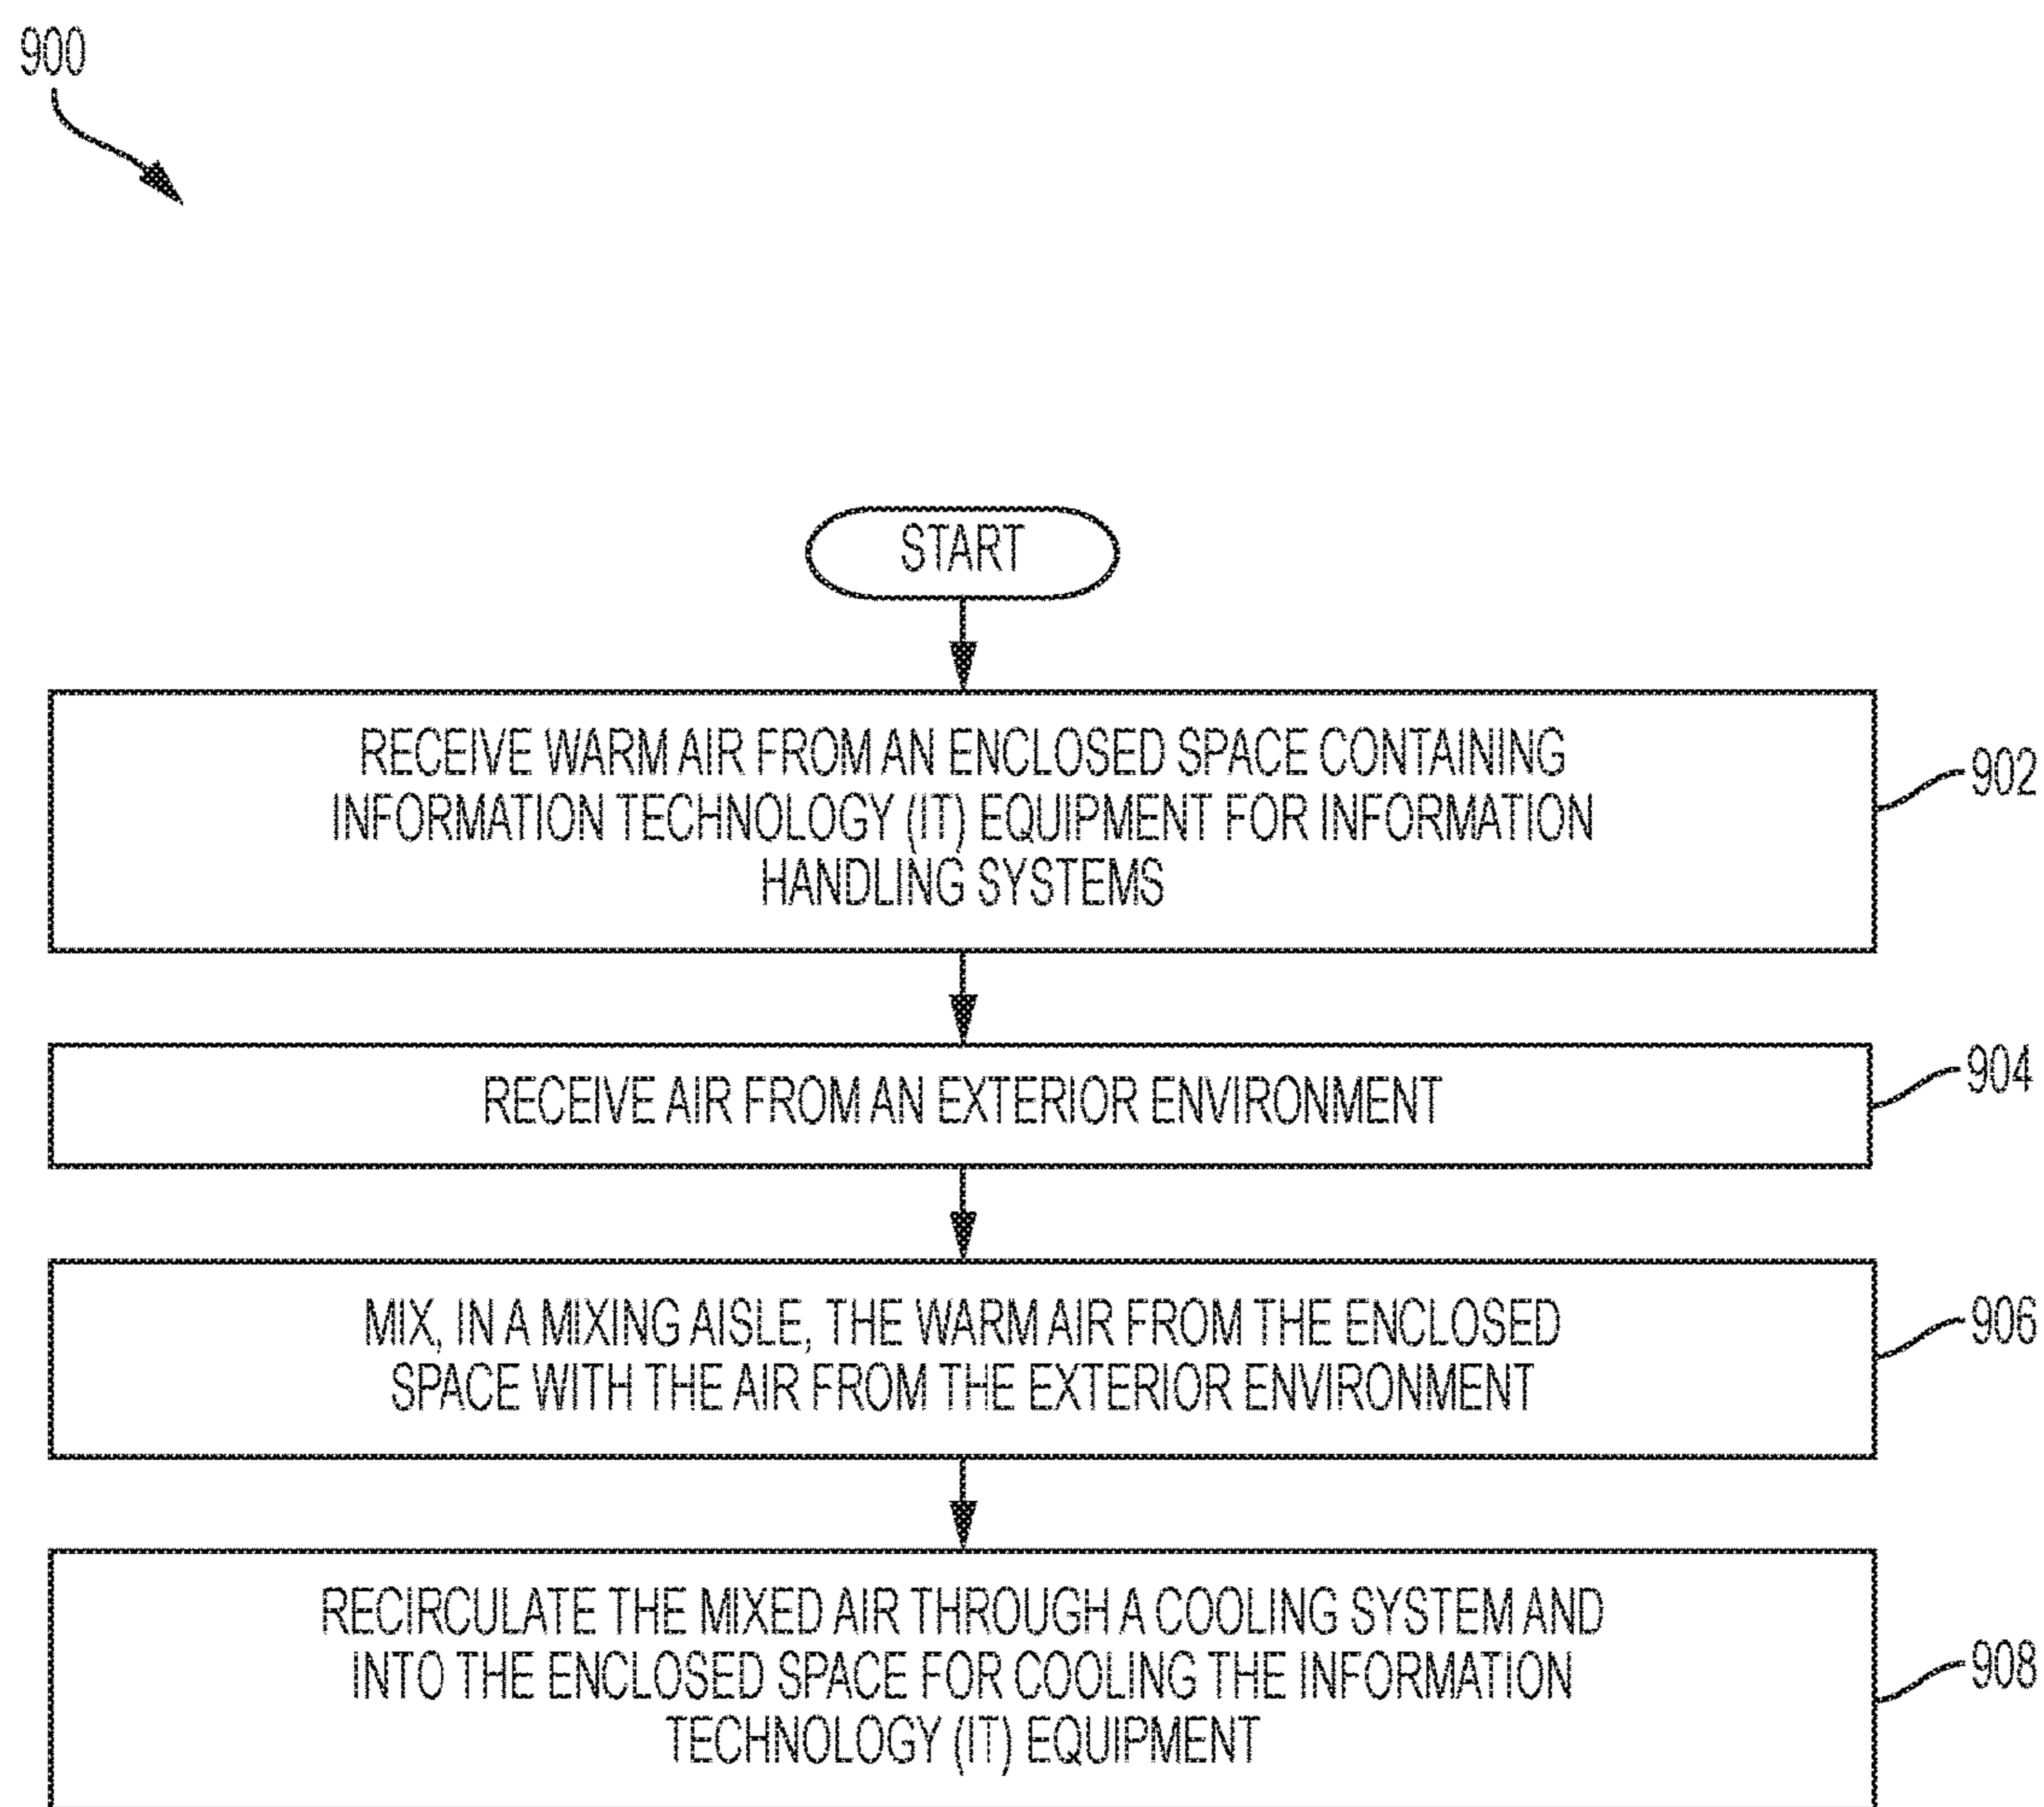 900
START
RECEIVE WARM AIR FROM AN ENCLOSED SPACE CONTAINING
INFORMATION TECHNOLOGY (IT) EQUIPMENT FOR INFORMATION
HANDLING SYSTEMS
902
RECEIVE AIR FROM AN EXTERIOR ENVIRONMENT
904
MIX, IN A MIXING AISLE, THE WARM AIR FROM THE ENCLOSED
SPACE WITH THE AIR FROM THE EXTERIOR ENVIRONMENT
906
RECIRCULATE THE MIXED AIR THROUGH A COOLING SYSTEM AND
INTO THE ENCLOSED SPACE FOR COOLING THE INFORMATION
TECHNOLOGY (IT) EQUIPMENT
908